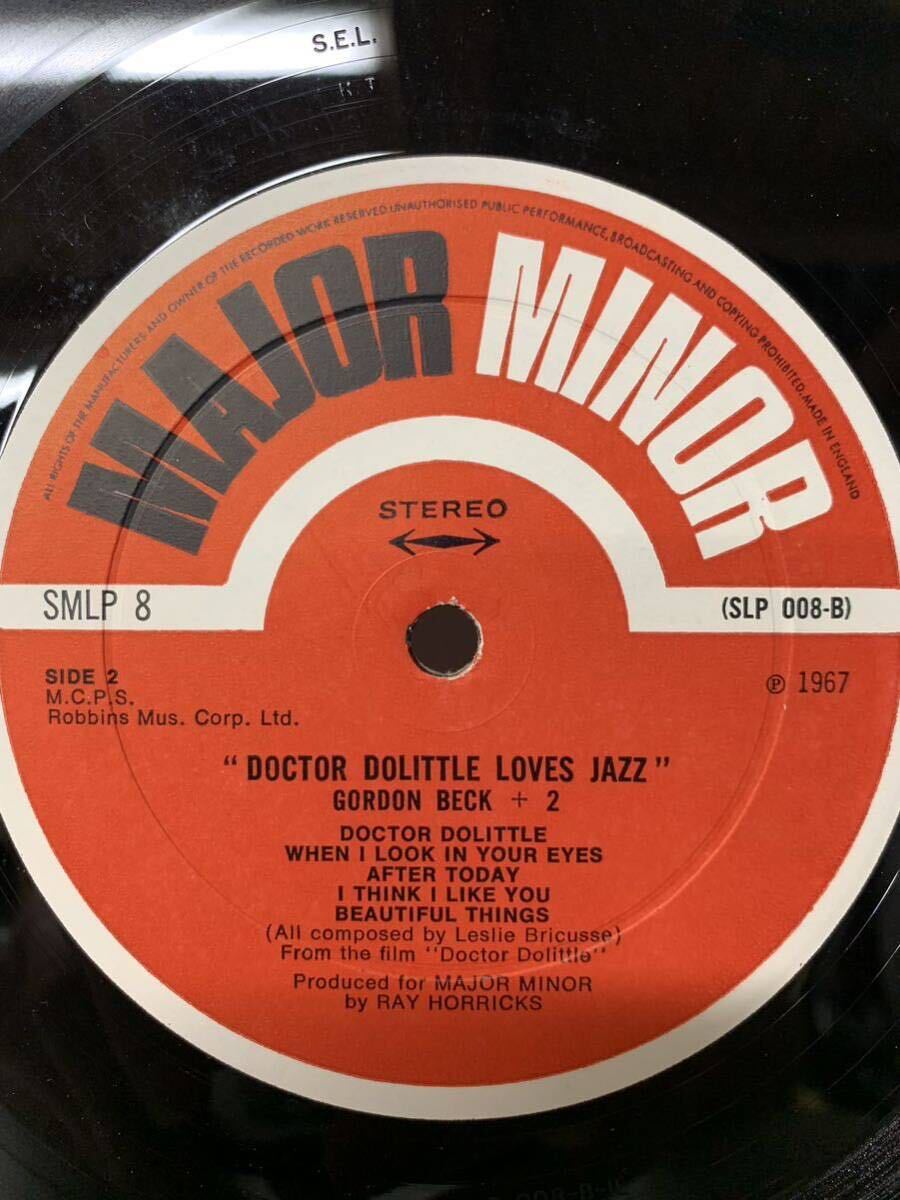 S.E.L.
K T
ALL RIGHTS OF THE MANUFACTURERS AND OWNER OF THE RECORDED WORK RESERVED. UNAUTHORISED PUBLIC PERFORMANCE, BROADCASTING AND COPYING PROHIBITED. MADE IN ENGLAND
MAJOR MINOR
STEREO
SMLP 8
(SLP 008-B)
SIDE 2
M.C.P.S.
Robbins Mus. Corp. Ltd.
℗ 1967
"DOCTOR DOLITTLE LOVES JAZZ"
GORDON BECK + 2
DOCTOR DOLITTLE
WHEN I LOOK IN YOUR EYES
AFTER TODAY
I THINK I LIKE YOU
BEAUTIFUL THINGS
(All composed by Leslie Bricusse)
From the film "Doctor Dolittle"
Produced for MAJOR MINOR
by RAY HORRICKS